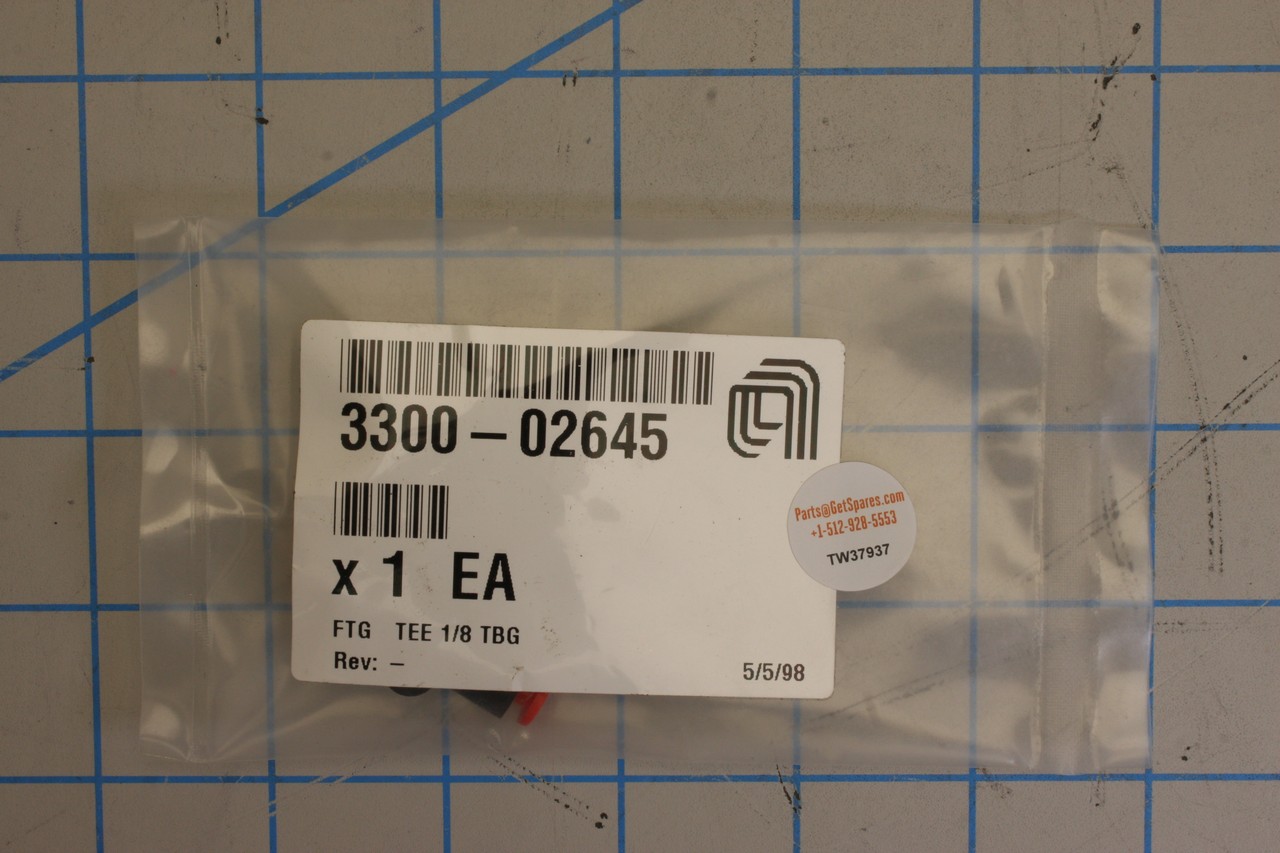 3300 – 02645
x 1 EA
FTG TEE 1/8 TBG
Rev: –
5/5/98
Parts@GetSpares.com
+1-512-928-5553
TW37937